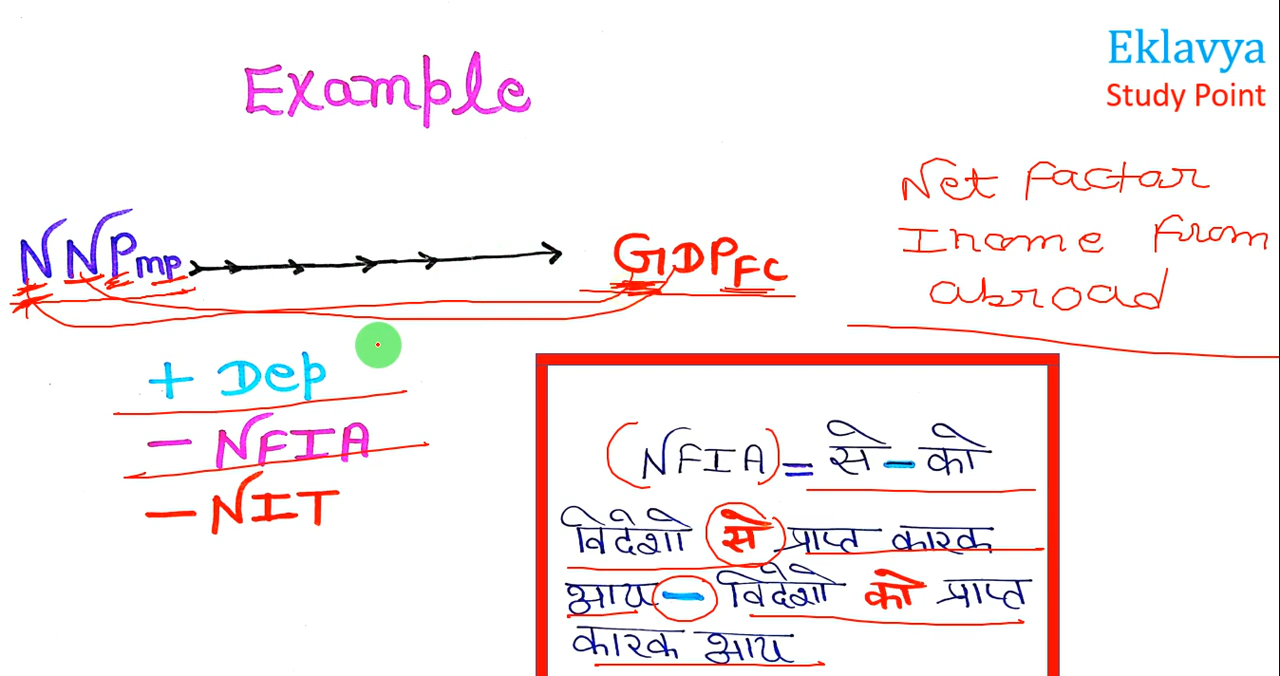 Example
Eklavya
Study Point
Net Factor
Income From
abroad
NNPmp
GDPFC
+ Dep
- NFIA
- NIT
(NFIA) = से - को
विदेशो से प्राप्त कारक
आय - विदेशो को प्राप्त
कारक आय